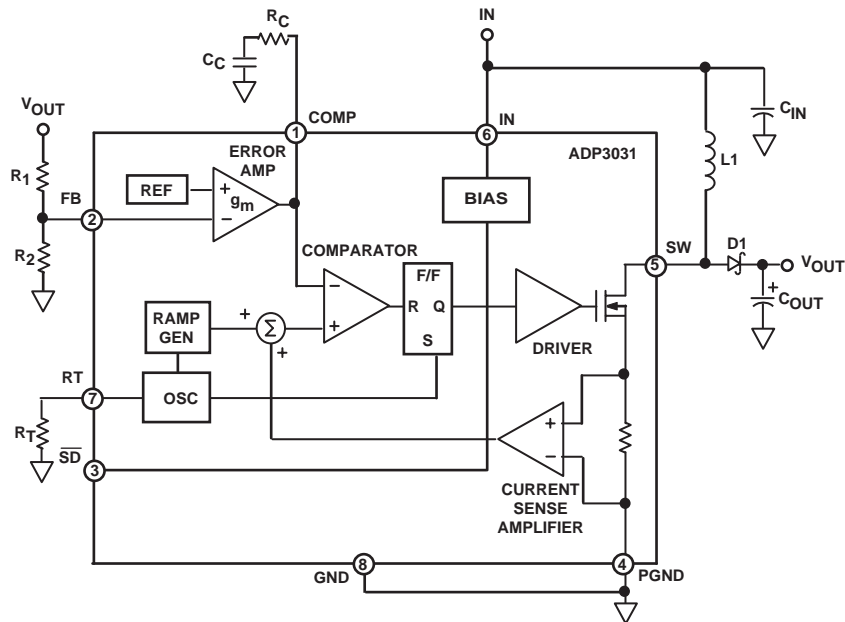 R_C
IN
C_C
V_OUT
COMP
IN
C_IN
1
6
ADP3031
ERROR
AMP
L1
R_1
REF
+
g_m
−
BIAS
FB
2
COMPARATOR
SW
D1
R_2
F/F
5
V_OUT
−
R Q
+
C_OUT
RAMP
GEN
+
Σ
+
+
S
DRIVER
RT
7
OSC
+
R_T
−
SD
3
CURRENT
SENSE
AMPLIFIER
8
4
GND
PGND